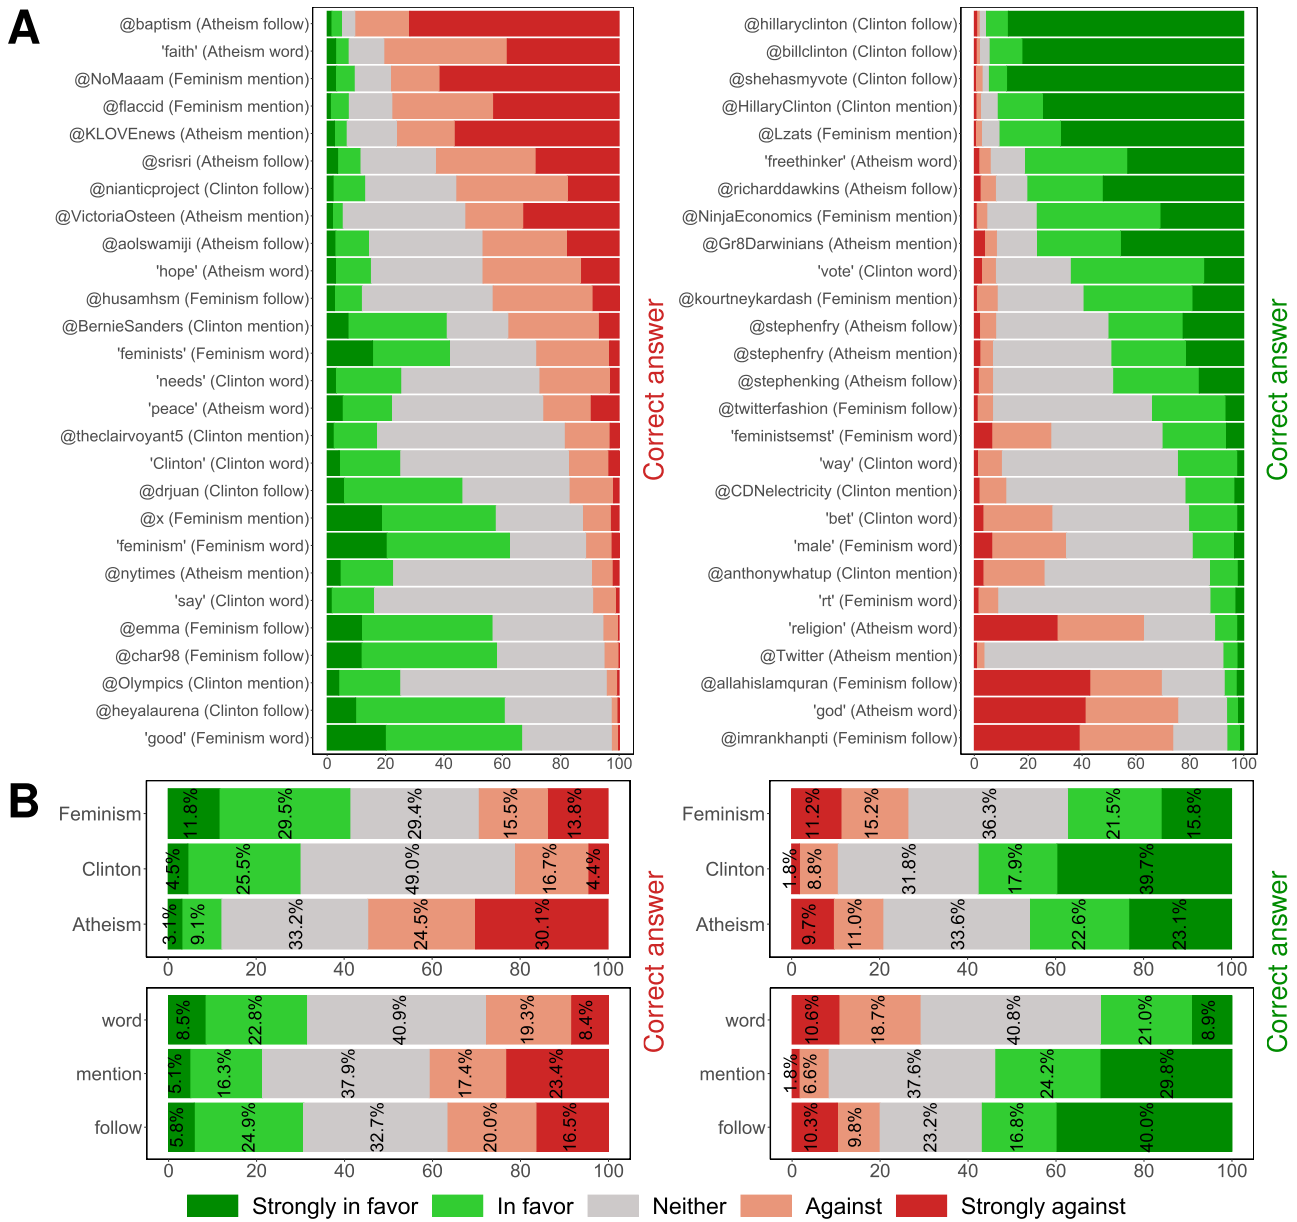 A
@baptism (Atheism follow)
'faith' (Atheism word)
@NoMaaam (Feminism mention)
@flaccid (Feminism mention)
@KLOVEnews (Atheism mention)
@srisri (Atheism follow)
@nianticproject (Clinton follow)
@VictoriaOsteen (Atheism mention)
@aolswamiji (Atheism follow)
'hope' (Atheism word)
@husamhsm (Feminism follow)
@BernieSanders (Clinton mention)
'feminists' (Feminism word)
'needs' (Clinton word)
'peace' (Atheism word)
@theclairvoyant5 (Clinton mention)
'Clinton' (Clinton word)
@drjuan (Clinton follow)
@x (Feminism mention)
'feminism' (Feminism word)
@nytimes (Atheism mention)
'say' (Clinton word)
@emma (Feminism follow)
@char98 (Feminism follow)
@Olympics (Clinton mention)
@heyalaurena (Clinton follow)
'good' (Feminism word)
0 20 40 60 80 100
Correct answer
@hillaryclinton (Clinton follow)
@billclinton (Clinton follow)
@shehasmyvote (Clinton follow)
@HillaryClinton (Clinton mention)
@Lzats (Feminism mention)
'freethinker' (Atheism word)
@richarddawkins (Atheism follow)
@NinjaEconomics (Feminism mention)
@Gr8Darwinians (Atheism mention)
'vote' (Clinton word)
@kourtneykardash (Feminism mention)
@stephenfry (Atheism follow)
@stephenfry (Atheism mention)
@stephenking (Atheism follow)
@twitterfashion (Feminism follow)
'feministsemst' (Feminism word)
'way' (Clinton word)
@CDNelectricity (Clinton mention)
'bet' (Clinton word)
'male' (Feminism word)
@anthonywhatup (Clinton mention)
'rt' (Feminism word)
'religion' (Atheism word)
@Twitter (Atheism mention)
@allahislamquran (Feminism follow)
'god' (Atheism word)
@imrankhanpti (Feminism follow)
0 20 40 60 80 100
Correct answer
B
Feminism 11.8% 29.5% 29.4% 15.5% 13.8%
Clinton 4.5% 25.5% 49.0% 16.7% 4.4%
Atheism 3.1% 9.1% 33.2% 24.5% 30.1%
0 20 40 60 80 100
word 8.5% 22.8% 40.9% 19.3% 8.4%
mention 5.1% 16.3% 37.9% 17.4% 23.4%
follow 5.8% 24.9% 32.7% 20.0% 16.5%
0 20 40 60 80 100
Correct answer
Feminism 11.2% 15.2% 36.3% 21.5% 15.8%
Clinton 1.8% 8.8% 31.8% 17.9% 39.7%
Atheism 9.7% 11.0% 33.6% 22.6% 23.1%
0 20 40 60 80 100
word 10.6% 18.7% 40.8% 21.0% 8.9%
mention 1.8% 6.6% 37.6% 24.2% 29.8%
follow 10.3% 9.8% 23.2% 16.8% 40.0%
0 20 40 60 80 100
Correct answer
Strongly in favor In favor Neither Against Strongly against